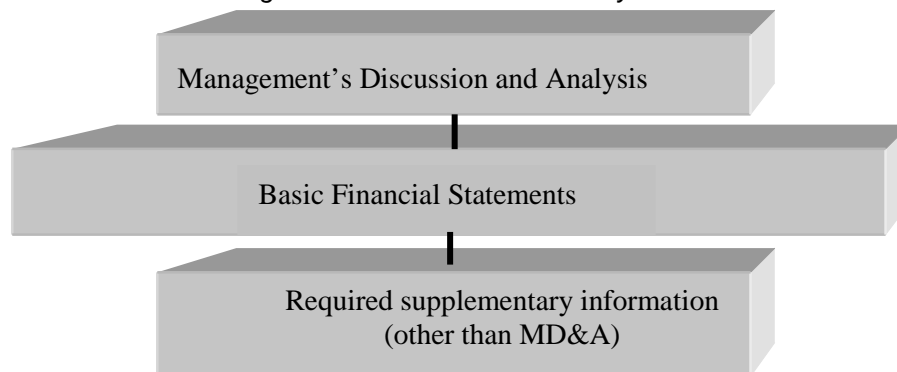 Management’s Discussion and Analysis
Basic Financial Statements
Required supplementary information
(other than MD&A)